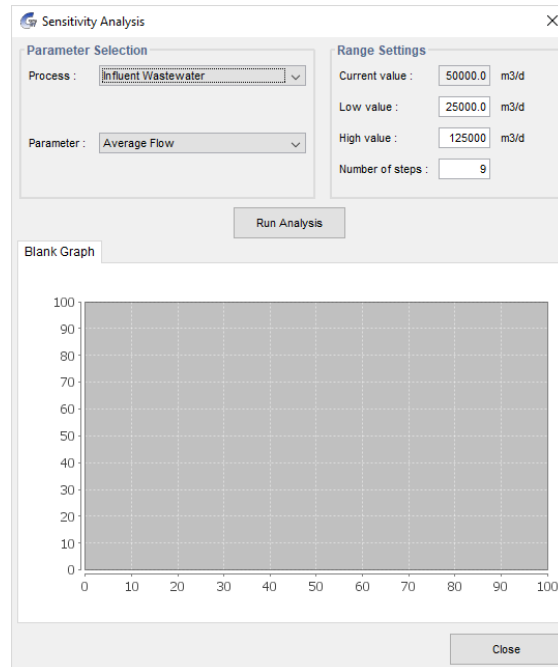 Sensitivity Analysis
Parameter Selection
Process : Influent Wastewater
Parameter : Average Flow
Range Settings
Current value : 50000.0 m3/d
Low value : 25000.0 m3/d
High value : 125000 m3/d
Number of steps : 9
Run Analysis
Blank Graph
100
90
80
70
60
50
40
30
20
10
0
0 10 20 30 40 50 60 70 80 90 100
Close